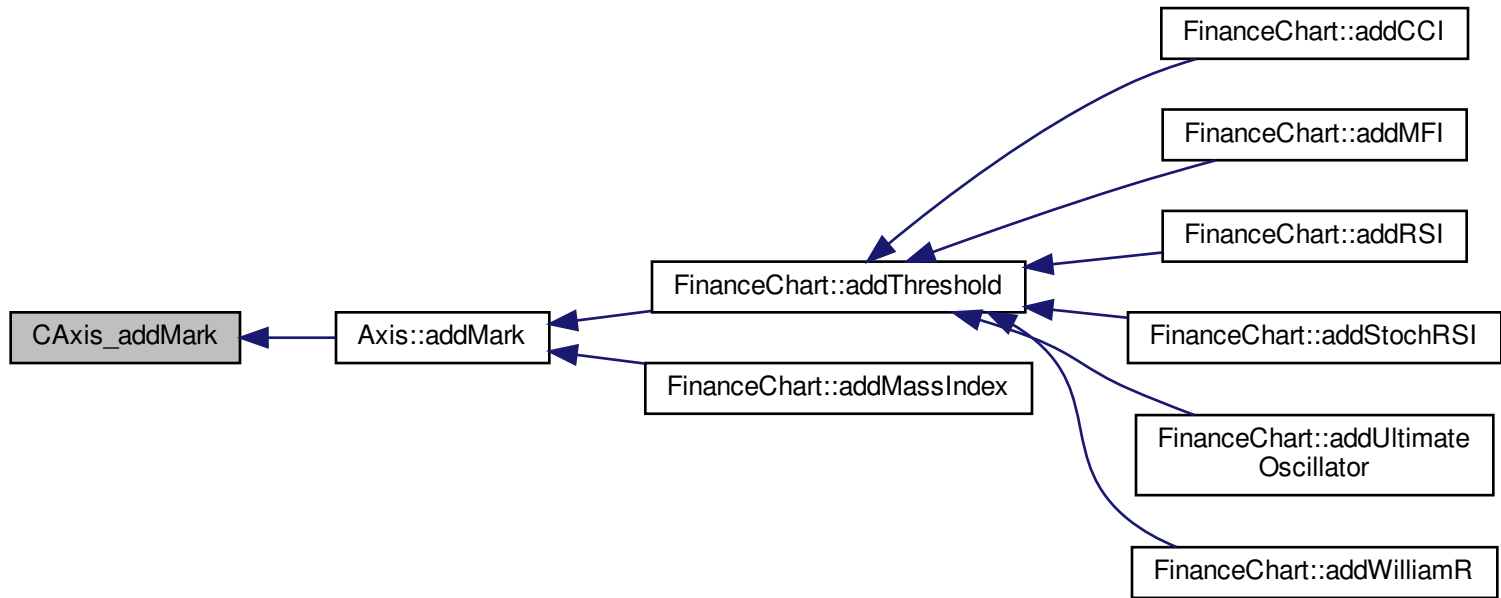 FinanceChart::addCCI
FinanceChart::addMFI
FinanceChart::addRSI
FinanceChart::addThreshold
CAxis_addMark
Axis::addMark
FinanceChart::addStochRSI
FinanceChart::addMassIndex
FinanceChart::addUltimate
Oscillator
FinanceChart::addWilliamR